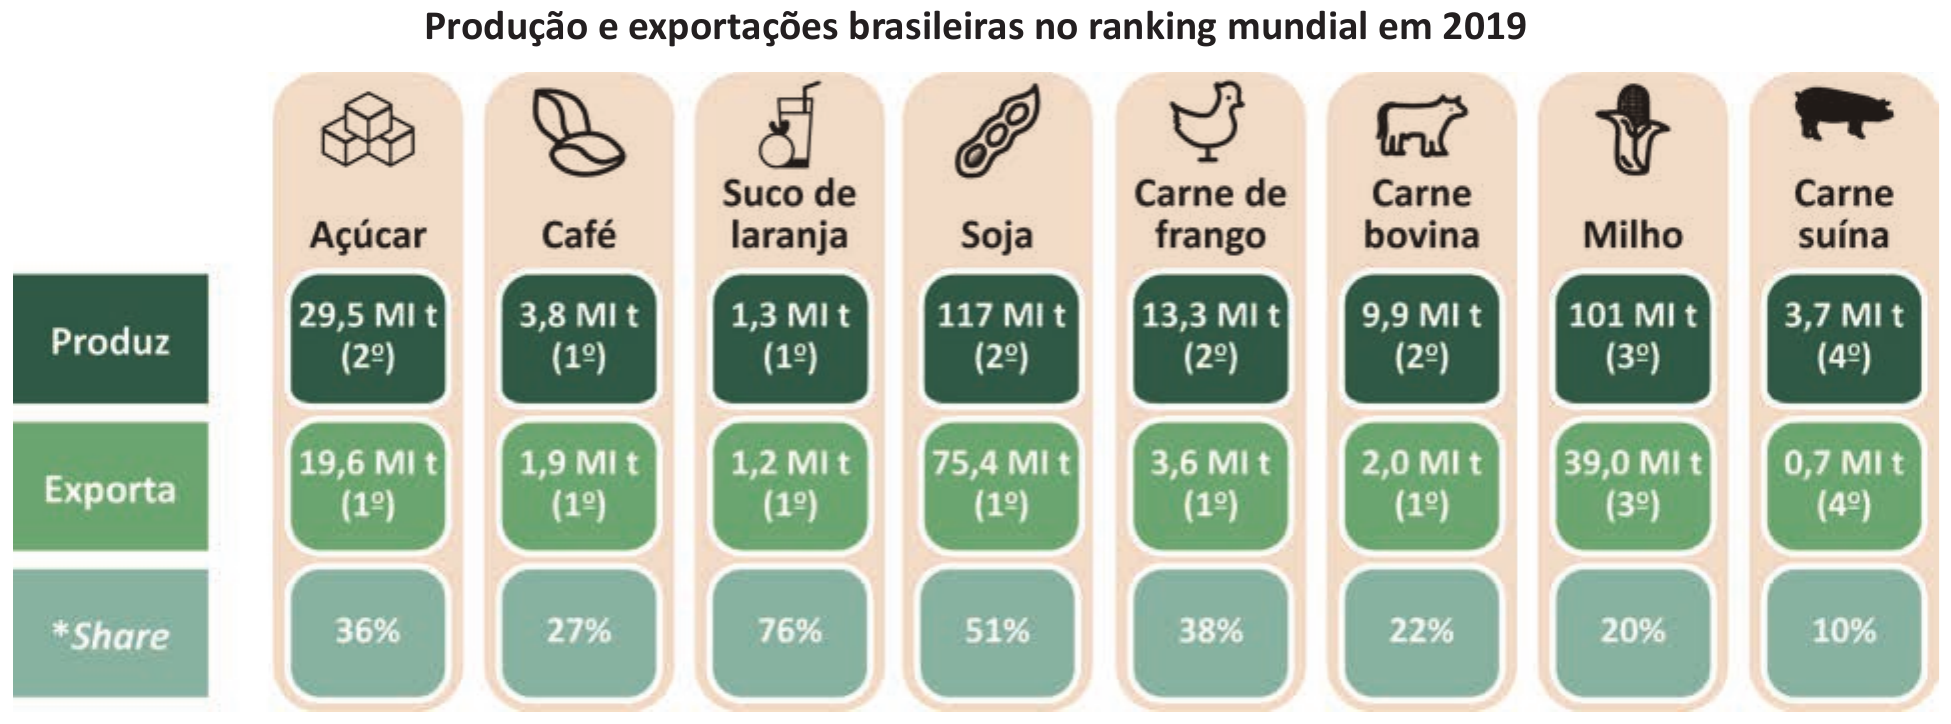 Produção e exportações brasileiras no ranking mundial em 2019
Açúcar
Café
Suco de
laranja
Soja
Carne de
frango
Carne
bovina
Milho
Carne
suína
Produz
29,5 MI t
(2º)
3,8 MI t
(1º)
1,3 MI t
(1º)
117 MI t
(2º)
13,3 MI t
(2º)
9,9 MI t
(2º)
101 MI t
(3º)
3,7 MI t
(4º)
Exporta
19,6 MI t
(1º)
1,9 MI t
(1º)
1,2 MI t
(1º)
75,4 MI t
(1º)
3,6 MI t
(1º)
2,0 MI t
(1º)
39,0 MI t
(3º)
0,7 MI t
(4º)
*Share
36%
27%
76%
51%
38%
22%
20%
10%